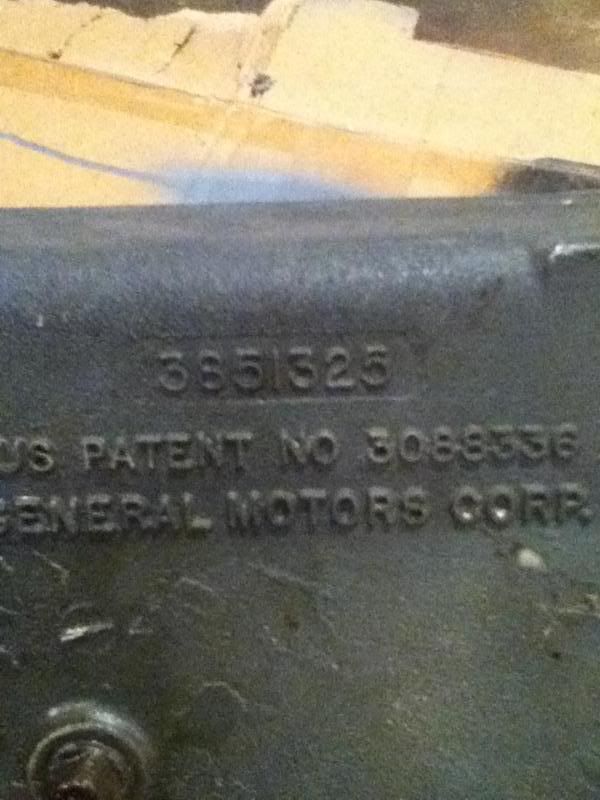 3851325
US PATENT NO 3088336
GENERAL MOTORS CORP.